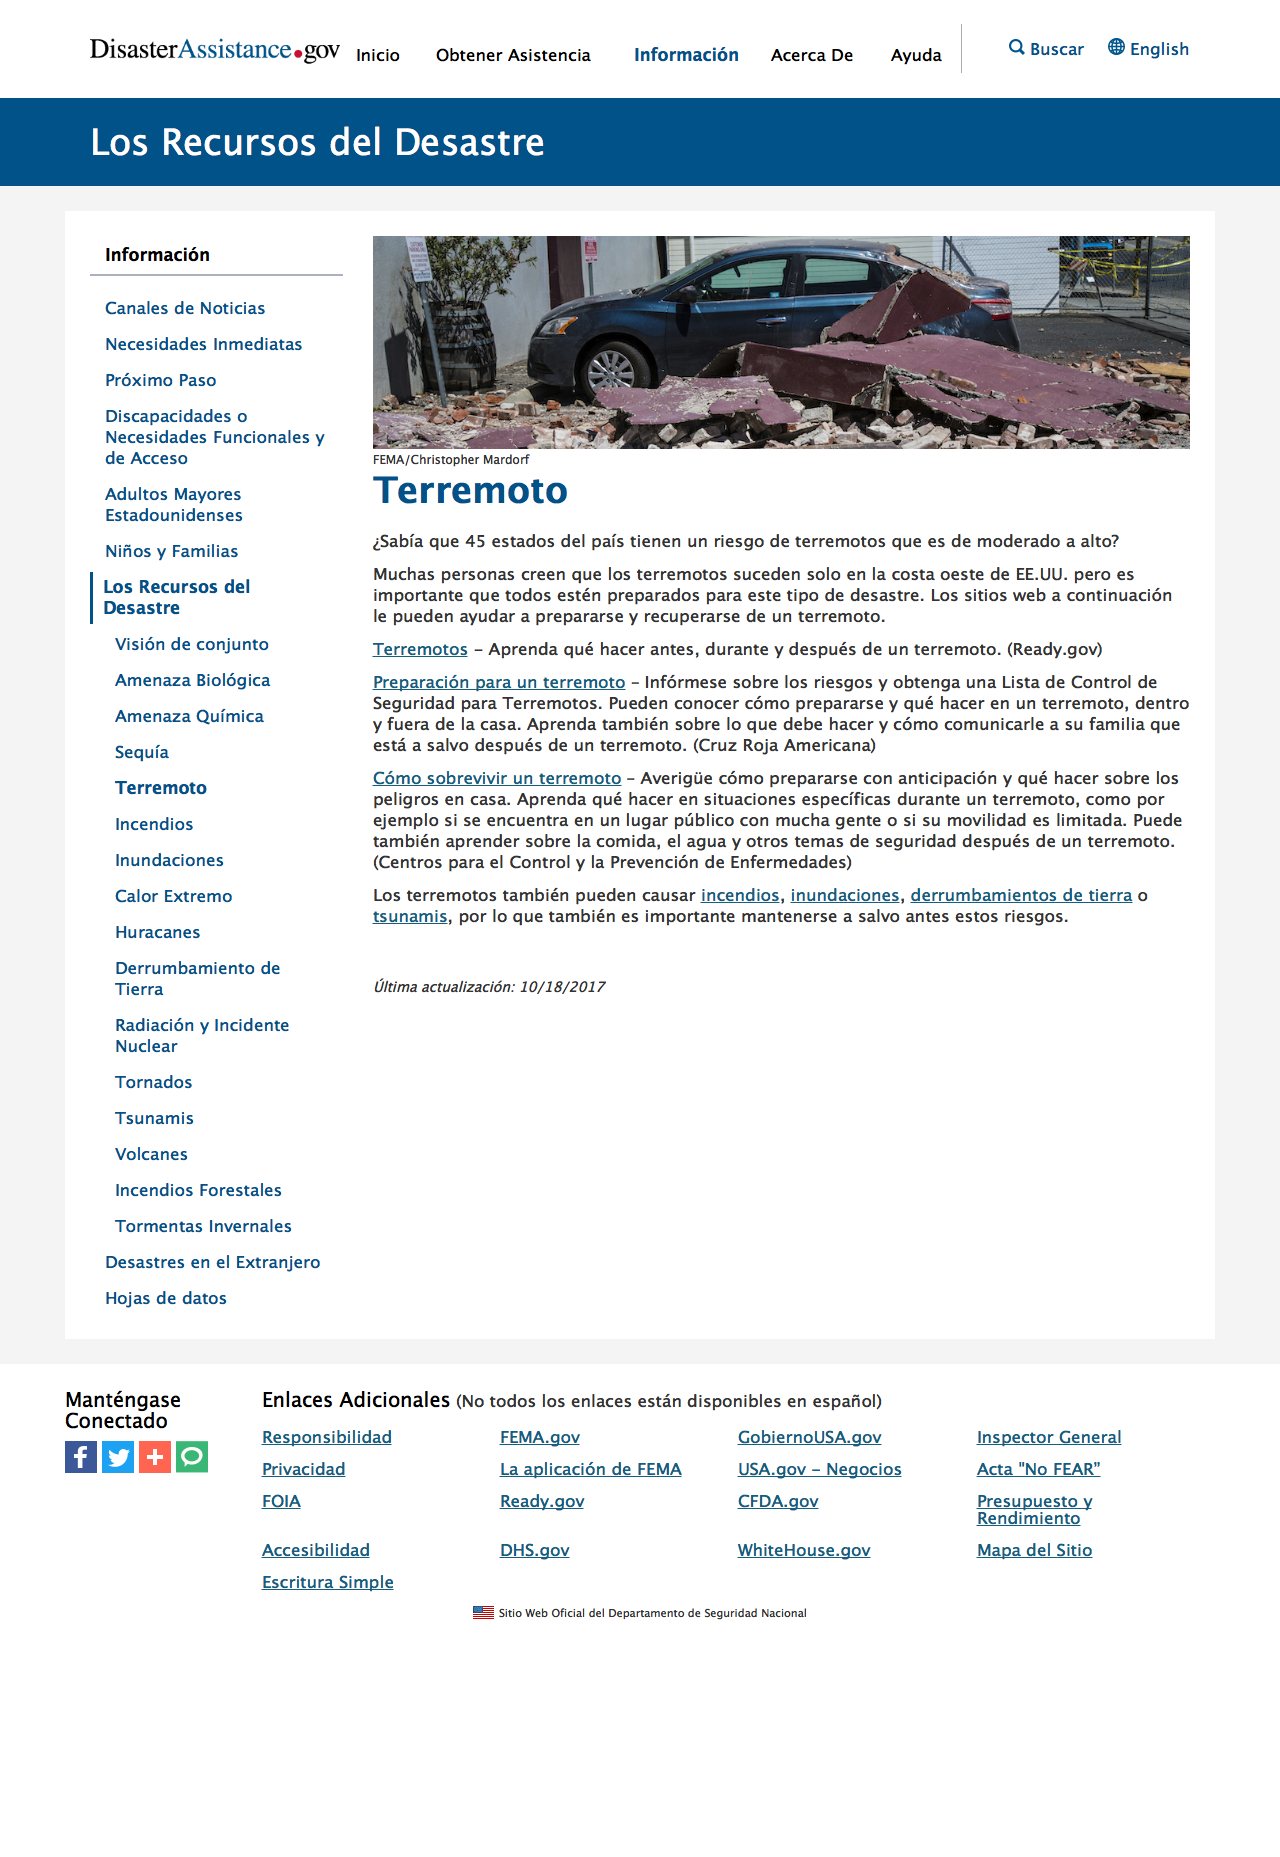 DisasterAssistance.gov
Inicio
Obtener Asistencia
Información
Acerca De
Ayuda
Buscar
English
Los Recursos del Desastre
Información
Canales de Noticias
Necesidades Inmediatas
Próximo Paso
Discapacidades o
Necesidades Funcionales y
de Acceso
Adultos Mayores
Estadounidenses
Niños y Familias
Los Recursos del
Desastre
Visión de conjunto
Amenaza Biológica
Amenaza Química
Sequía
Terremoto
Incendios
Inundaciones
Calor Extremo
Huracanes
Derrumbamiento de
Tierra
Radiación y Incidente
Nuclear
Tornados
Tsunamis
Volcanes
Incendios Forestales
Tormentas Invernales
Desastres en el Extranjero
Hojas de datos
FEMA/Christopher Mardorf
Terremoto
¿Sabía que 45 estados del país tienen un riesgo de terremotos que es de moderado a alto?
Muchas personas creen que los terremotos suceden solo en la costa oeste de EE.UU. pero es
importante que todos estén preparados para este tipo de desastre. Los sitios web a continuación
le pueden ayudar a prepararse y recuperarse de un terremoto.
Terremotos – Aprenda qué hacer antes, durante y después de un terremoto. (Ready.gov)
Preparación para un terremoto – Infórmese sobre los riesgos y obtenga una Lista de Control de
Seguridad para Terremotos. Pueden conocer cómo prepararse y qué hacer en un terremoto, dentro
y fuera de la casa. Aprenda también sobre lo que debe hacer y cómo comunicarle a su familia que
está a salvo después de un terremoto. (Cruz Roja Americana)
Cómo sobrevivir un terremoto – Averigüe cómo prepararse con anticipación y qué hacer sobre los
peligros en casa. Aprenda qué hacer en situaciones específicas durante un terremoto, como por
ejemplo si se encuentra en un lugar público con mucha gente o si su movilidad es limitada. Puede
también aprender sobre la comida, el agua y otros temas de seguridad después de un terremoto.
(Centros para el Control y la Prevención de Enfermedades)
Los terremotos también pueden causar incendios, inundaciones, derrumbamientos de tierra o
tsunamis, por lo que también es importante mantenerse a salvo antes estos riesgos.
Última actualización: 10/18/2017
Manténgase
Conectado
Enlaces Adicionales (No todos los enlaces están disponibles en español)
Responsibilidad
FEMA.gov
GobiernoUSA.gov
Inspector General
Privacidad
La aplicación de FEMA
USA.gov – Negocios
Acta "No FEAR"
FOIA
Ready.gov
CFDA.gov
Presupuesto y
Rendimiento
Accesibilidad
DHS.gov
WhiteHouse.gov
Mapa del Sitio
Escritura Simple
Sitio Web Oficial del Departamento de Seguridad Nacional